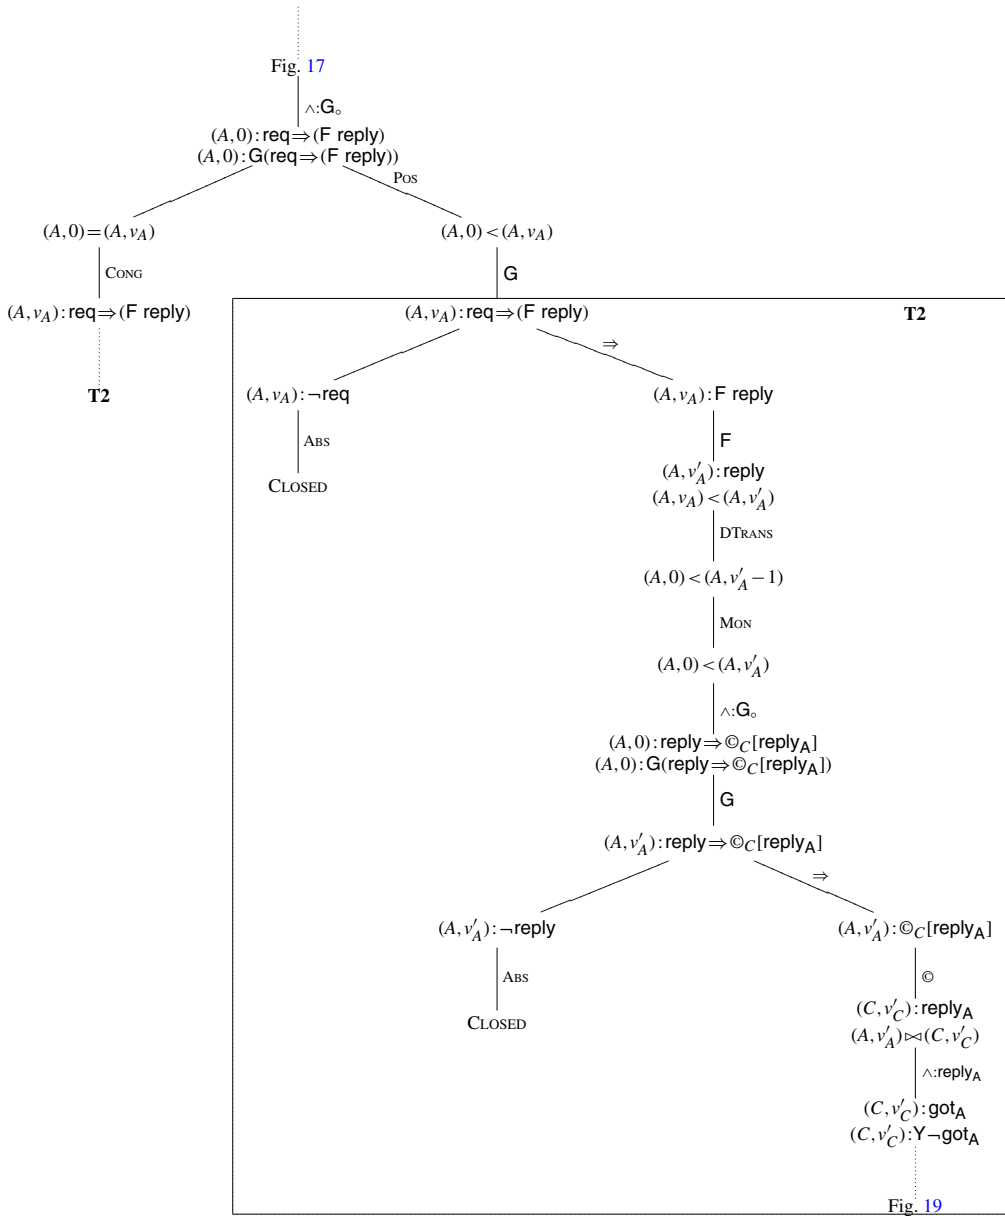 Fig. 17
∧:G∘
(A,0):req⇒(F reply)
(A,0):G(req⇒(F reply))
POS
(A,0)=(A,v_A)
(A,0)<(A,v_A)
CONG
G
(A,v_A):req⇒(F reply)
(A,v_A):req⇒(F reply)
T2
⇒
T2
(A,v_A):¬req
(A,v_A):F reply
ABS
F
CLOSED
(A,v′_A):reply
(A,v_A)<(A,v′_A)
DTRANS
(A,0)<(A,v′_A−1)
MON
(A,0)<(A,v′_A)
∧:G∘
(A,0):reply⇒©_C[reply_A]
(A,0):G(reply⇒©_C[reply_A])
G
(A,v′_A):reply⇒©_C[reply_A]
⇒
(A,v′_A):¬reply
(A,v′_A):©_C[reply_A]
ABS
©
CLOSED
(C,v′_C):reply_A
(A,v′_A)⋈(C,v′_C)
∧:reply_A
(C,v′_C):got_A
(C,v′_C):Y¬got_A
Fig. 19